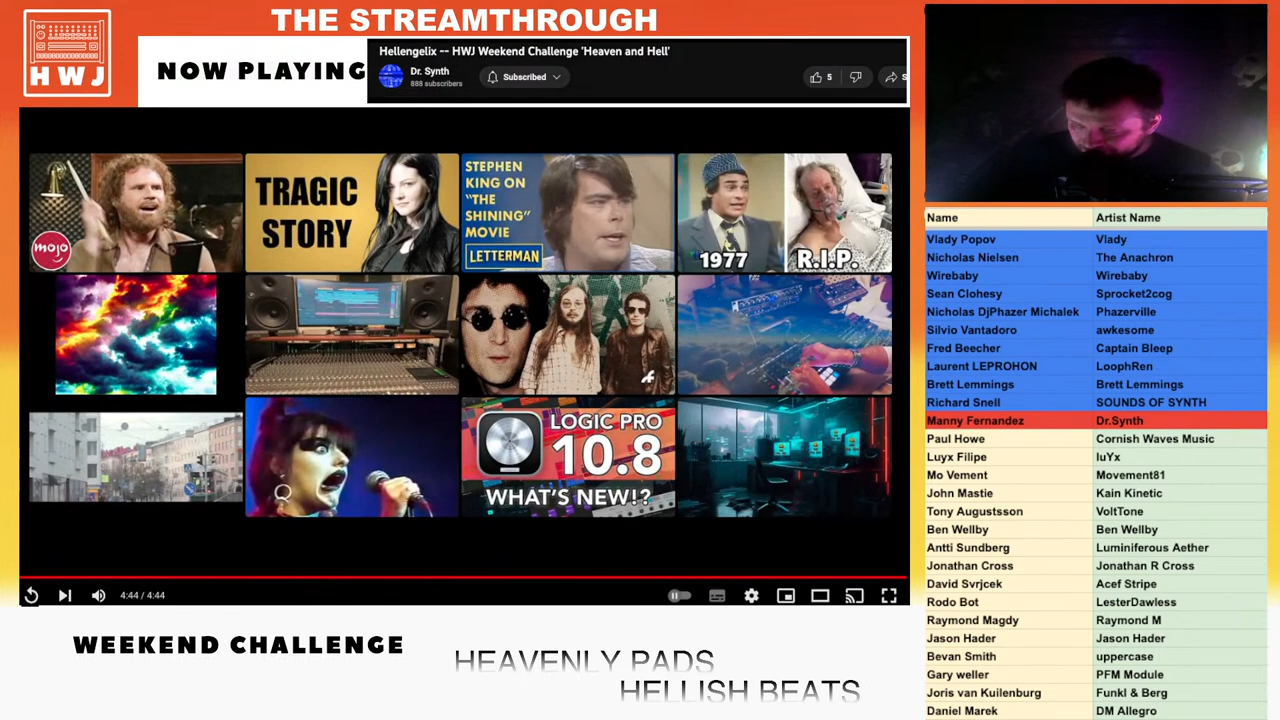 THE STREAMTHROUGH
HWJ
NOW PLAYING
Hellengelix -- HWJ Weekend Challenge 'Heaven and Hell'
Dr. Synth
888 subscribers
Subscribed
5
S
mojo
TRAGIC
STORY
STEPHEN
KING ON
"THE
SHINING"
MOVIE
LETTERMAN
1977
R.I.P.
LOGIC PRO
10.8
WHAT'S NEW!?
4:44 / 4:44
WEEKEND CHALLENGE
HEAVENLY PADS
HELLISH BEATS
Name Artist Name
Vlady Popov Vlady
Nicholas Nielsen The Anachron
Wirebaby Wirebaby
Sean Clohesy Sprocket2cog
Nicholas DjPhazer Michalek Phazerville
Silvio Vantadoro awkesome
Fred Beecher Captain Bleep
Laurent LEPROHON LoophRen
Brett Lemmings Brett Lemmings
Richard Snell SOUNDS OF SYNTH
Manny Fernandez Dr.Synth
Paul Howe Cornish Waves Music
Luyx Filipe luYx
Mo Vement Movement81
John Mastie Kain Kinetic
Tony Augustsson VoltTone
Ben Wellby Ben Wellby
Antti Sundberg Luminiferous Aether
Jonathan Cross Jonathan R Cross
David Svrjcek Acef Stripe
Rodo Bot LesterDawless
Raymond Magdy Raymond M
Jason Hader Jason Hader
Bevan Smith uppercase
Gary weller PFM Module
Joris van Kuilenburg Funkl & Berg
Daniel Marek DM Allegro